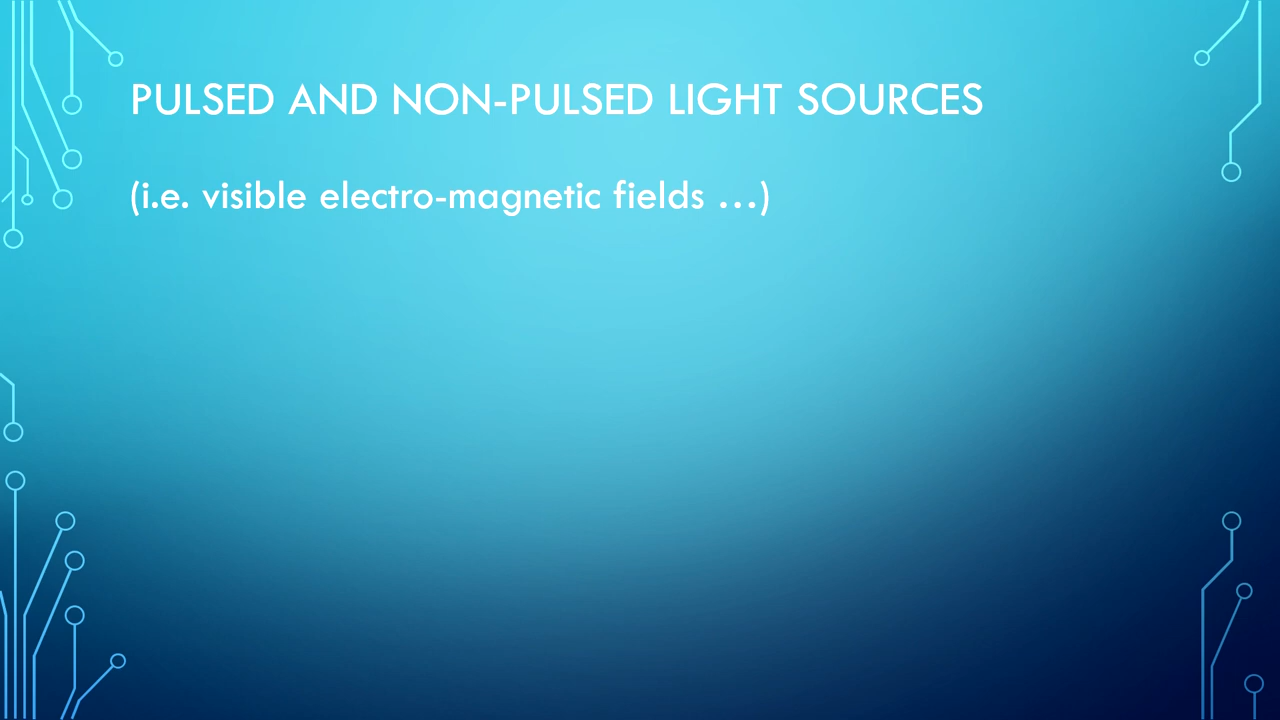 PULSED AND NON-PULSED LIGHT SOURCES
(i.e. visible electro-magnetic fields …)